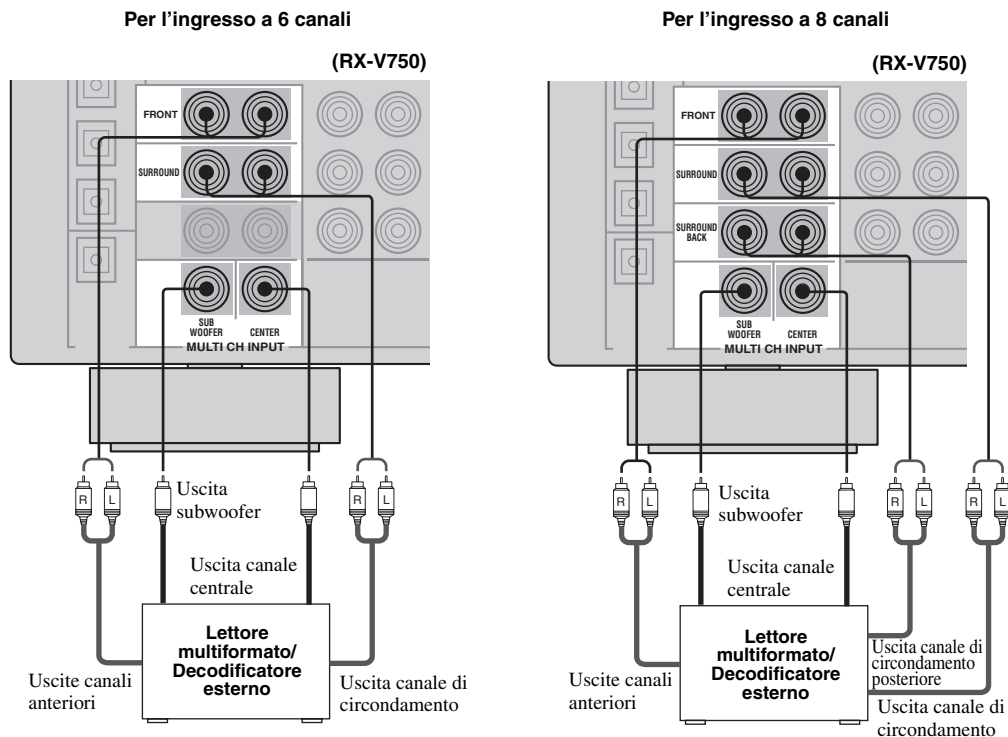 Per l'ingresso a 6 canali
(RX-V750)
FRONT
SURROUND
SUB
WOOFER
CENTER
MULTI CH INPUT
R
L
Uscita
subwoofer
R
L
Uscita canale
centrale
Lettore
multiformato/
Decodificatore
esterno
Uscite canali
anteriori
Uscita canale di
circondamento
Per l'ingresso a 8 canali
(RX-V750)
FRONT
SURROUND
SURROUND
BACK
SUB
WOOFER
CENTER
MULTI CH INPUT
R
L
Uscita
subwoofer
R
L
R
L
Uscita canale
centrale
Lettore
multiformato/
Decodificatore
esterno
Uscite canali
anteriori
Uscita canale di
circondamento
posteriore
Uscita canale di
circondamento